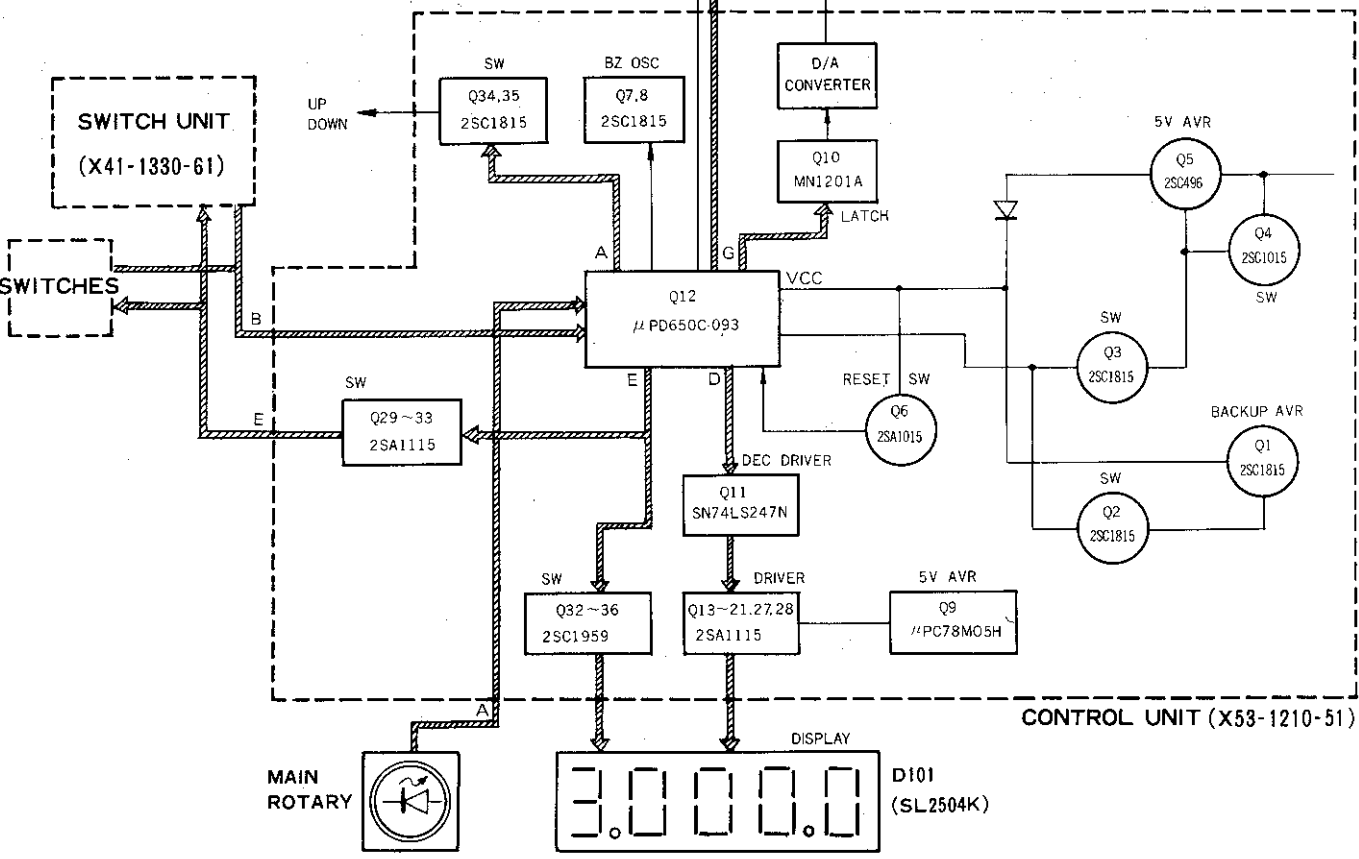 SW
Q34,35
2SC1815
UP
DOWN
BZ OSC
Q7,8
2SC1815
D/A
CONVERTER
Q10
MN1201A
LATCH
5V AVR
Q5
2SC496
Q4
2SC1015
SW
SWITCH UNIT
(X41-1330-61)
SWITCHES
A
G
VCC
Q12
μPD650C-093
B
E
D
SW
Q3
2SC1815
RESET SW
Q6
2SA1015
BACKUP AVR
Q1
2SC1815
SW
Q2
2SC1815
SW
Q29~33
2SA1115
E
DEC DRIVER
Q11
SN74LS247N
SW
Q32~36
2SC1959
DRIVER
Q13~21.27,28
2SA1115
5V AVR
Q9
μPC78M05H
A
CONTROL UNIT (X53-1210-51)
MAIN
ROTARY
DISPLAY
3.000.0
D101
(SL2504K)